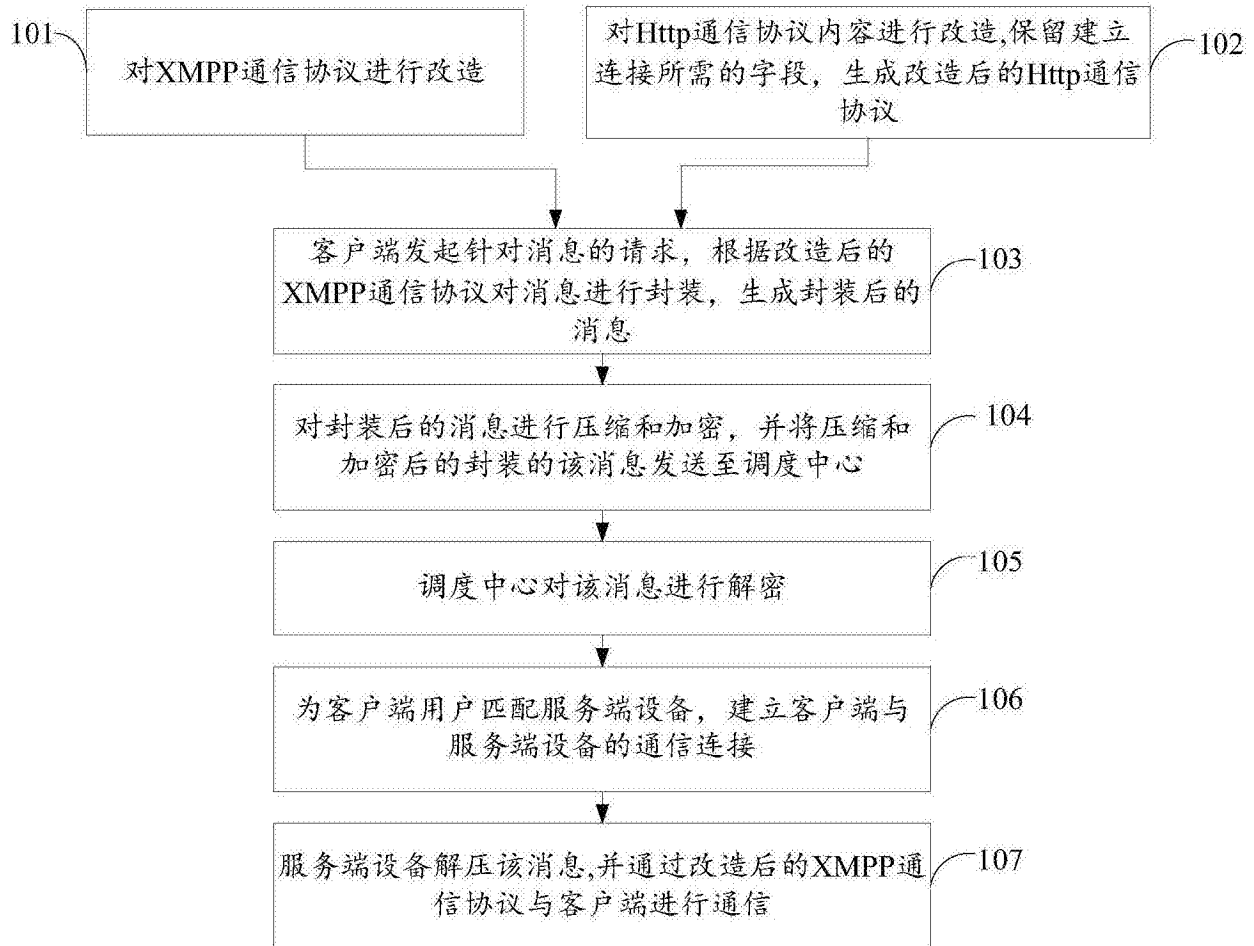 101
对XMPP通信协议进行改造
对Http通信协议内容进行改造,保留建立
连接所需的字段，生成改造后的Http通信
协议
102
客户端发起针对消息的请求，根据改造后的
XMPP通信协议对消息进行封装，生成封装后的
消息
103
对封装后的消息进行压缩和加密，并将压缩和
加密后的封装的该消息发送至调度中心
104
调度中心对该消息进行解密
105
为客户端用户匹配服务端设备，建立客户端与
服务端设备的通信连接
106
服务端设备解压该消息,并通过改造后的XMPP通
信协议与客户端进行通信
107